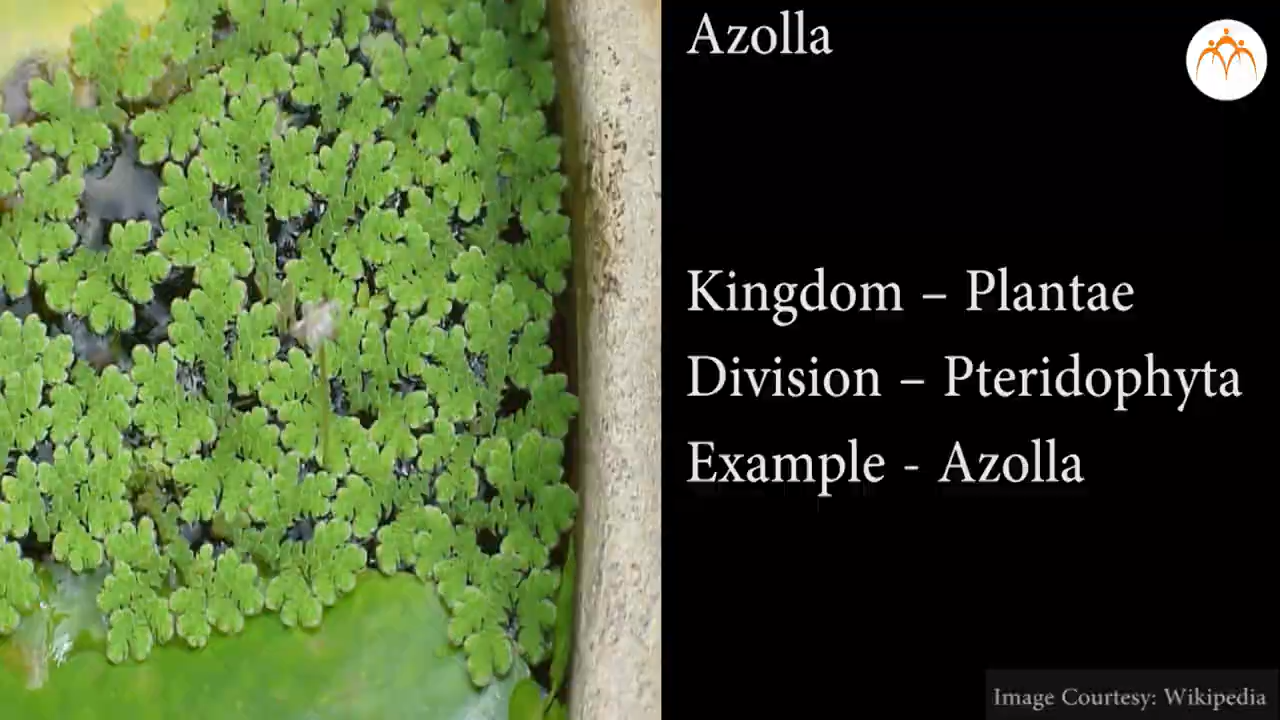 Azolla
Kingdom – Plantae
Division – Pteridophyta
Example - Azolla
Image Courtesy: Wikipedia